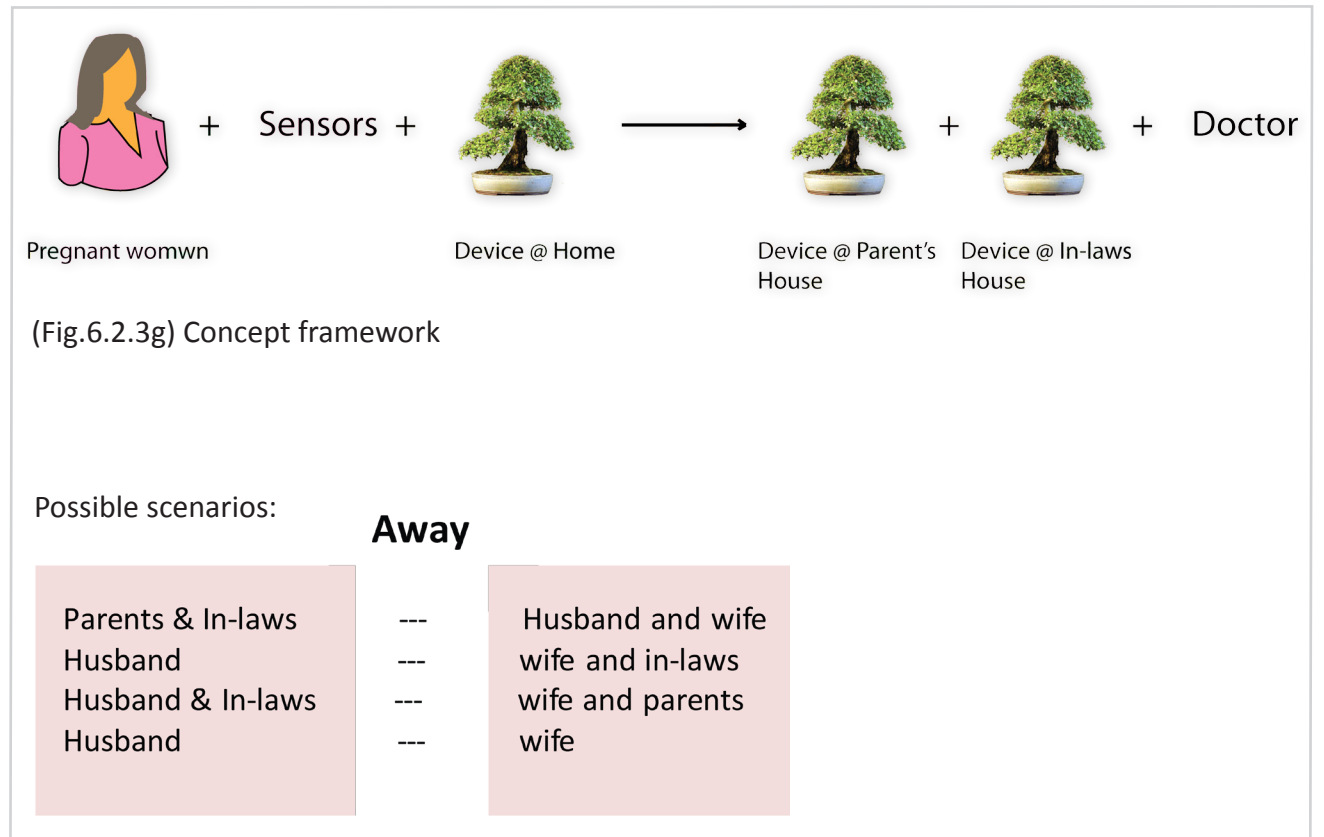 + Sensors + + + Doctor
Pregnant womwn Device @ Home Device @ Parent's House Device @ In-laws House
(Fig.6.2.3g) Concept framework
Possible scenarios:
Away
Parents & In-laws --- Husband and wife
Husband --- wife and in-laws
Husband & In-laws --- wife and parents
Husband --- wife